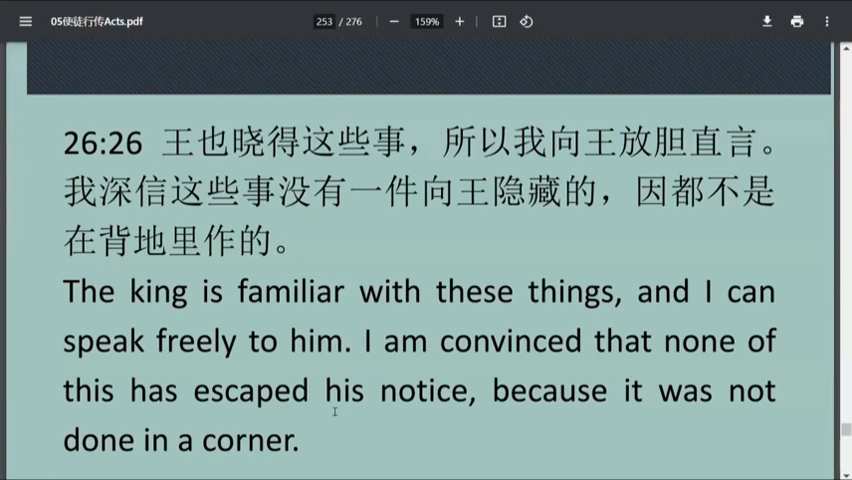 05使徒行传Acts.pdf
253 / 276
159%
26:26 王也晓得这些事，所以我向王放胆直言。
我深信这些事没有一件向王隐藏的，因都不是
在背地里作的。
The king is familiar with these things, and I can
speak freely to him. I am convinced that none of
this has escaped his notice, because it was not
done in a corner.